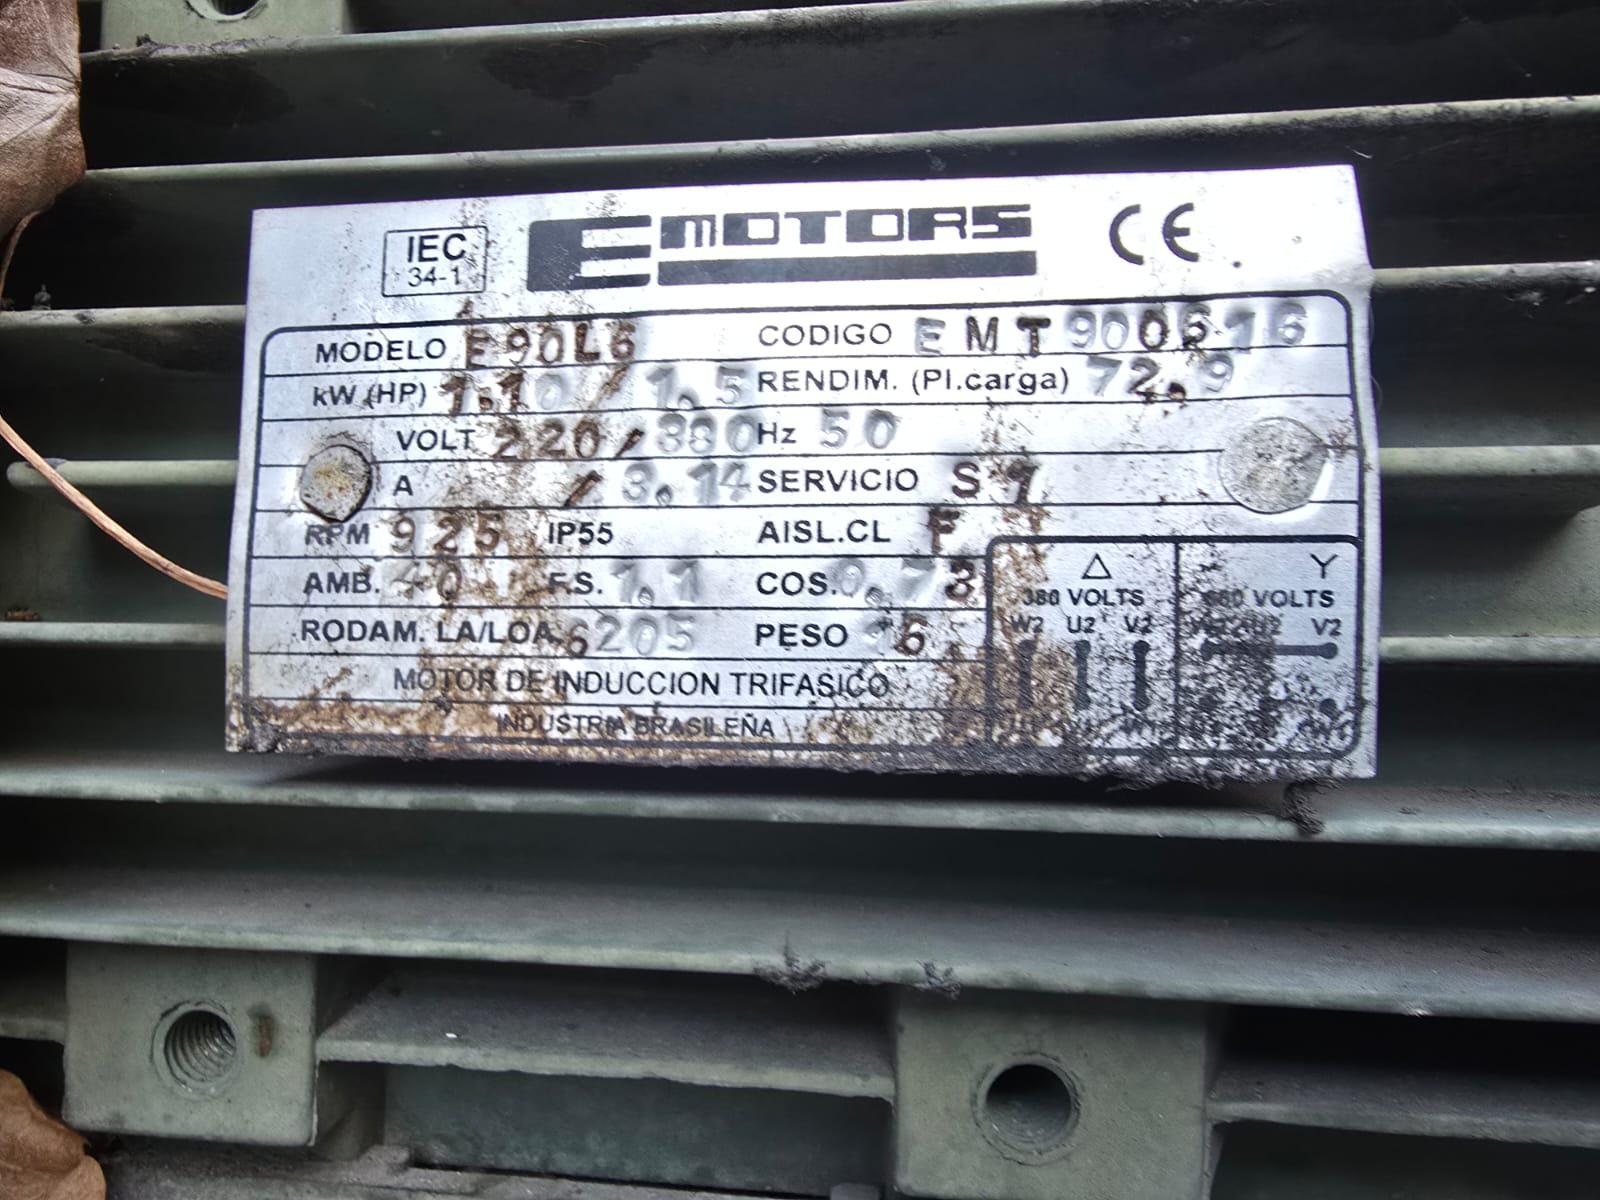 IEC
34-1
E MOTORS CE
MODELO E90L6 CODIGO EMT900616
kW (HP) 1.10 / 1.5 RENDIM. (Pl.carga) 72.9
VOLT 220/380 Hz 50
A / 3.14 SERVICIO S1
RPM 925 IP55 AISL.CL F
AMB. 40 F.S. 1.1 COS. 0.73
RODAM. LA/LOA 6205 PESO 16
MOTOR DE INDUCCION TRIFASICO
INDUSTRIA BRASILEÑA
△ Y
380 VOLTS VOLTS
W2 U2 V2 U2 V2